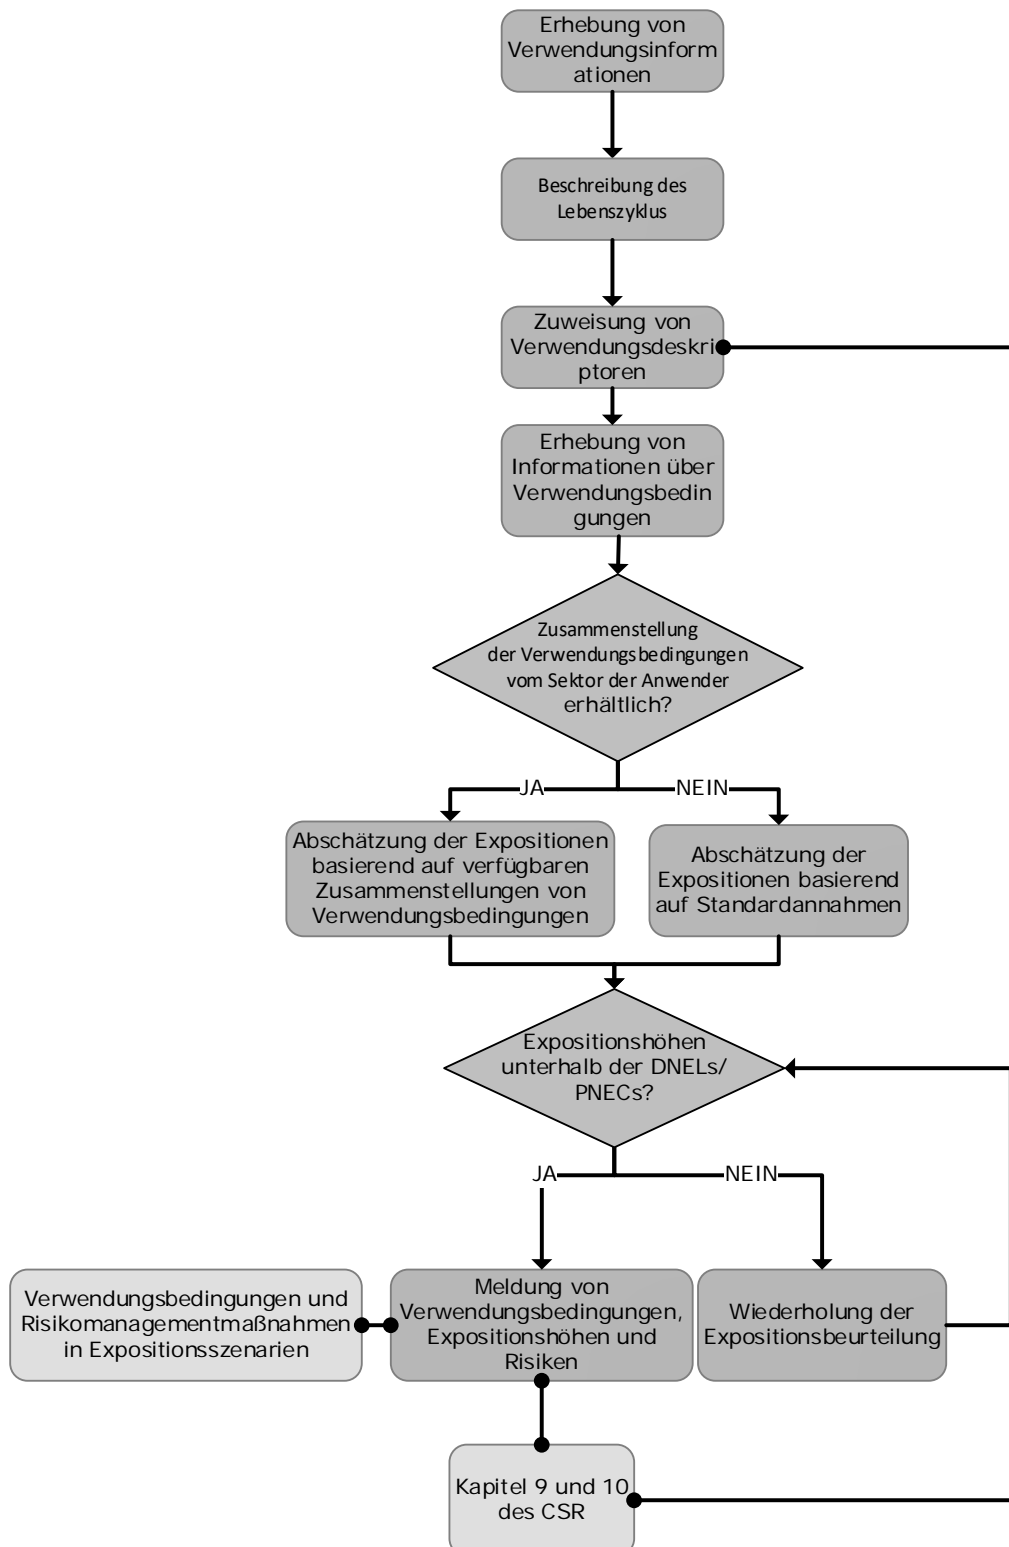 Erhebung von
Verwendungsinform
ationen
Beschreibung des
Lebenszyklus
Zuweisung von
Verwendungsdeskri
ptoren
Erhebung von
Informationen über
Verwendungsbedin
gungen
Zusammenstellung
der Verwendungsbedingungen
vom Sektor der Anwender
erhältlich?
JA
NEIN
Abschätzung der Expositionen
basierend auf verfügbaren
Zusammenstellungen von
Verwendungsbedingungen
Abschätzung der
Expositionen basierend
auf Standardannahmen
Expositionshöhen
unterhalb der DNELs/
PNECs?
JA
NEIN
Verwendungsbedingungen und
Risikomanagementmaßnahmen
in Expositionsszenarien
Meldung von
Verwendungsbedingungen,
Expositionshöhen und
Risiken
Wiederholung der
Expositionsbeurteilung
Kapitel 9 und 10
des CSR